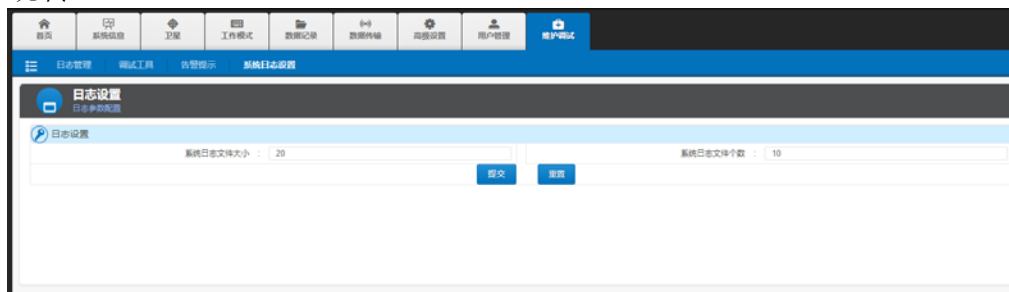 首页 系统信息 卫星 工作模式 数据记录 数据传输 高级设置 用户管理 维护调试
日志管理 调试工具 告警提示 系统日志设置
日志设置
日志参数配置
日志设置
系统日志文件大小 : 20 系统日志文件个数 : 10
提交 重置